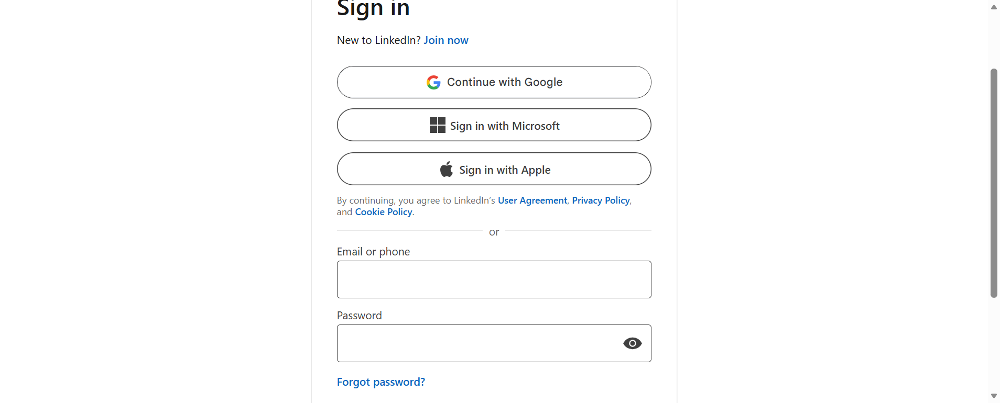 Sign in
New to LinkedIn? Join now
Continue with Google
Sign in with Microsoft
Sign in with Apple
By continuing, you agree to LinkedIn’s User Agreement, Privacy Policy,
and Cookie Policy.
or
Email or phone
Password
Forgot password?